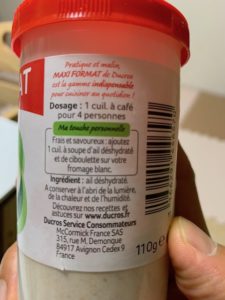 AT
Pratique et malin,
MAXI FORMAT de Ducros
est la gamme indispensable
pour cuisiner au quotidien !
Dosage : 1 cuil. à café
pour 4 personnes
Ma touche personnelle
Frais et savoureux : ajoutez
1 cuil. à soupe d'ail déshydraté
et de ciboulette sur votre
fromage blanc.
Ingrédient : ail déshydraté.
A conserver à l'abri de la lumière,
de la chaleur et de l'humidité.
Découvrez nos recettes et
astuces sur www.ducros.fr
Ducros Service Consommateurs
McCormick France SAS
315, rue M. Demonque
84917 Avignon Cedex 9
France
110g